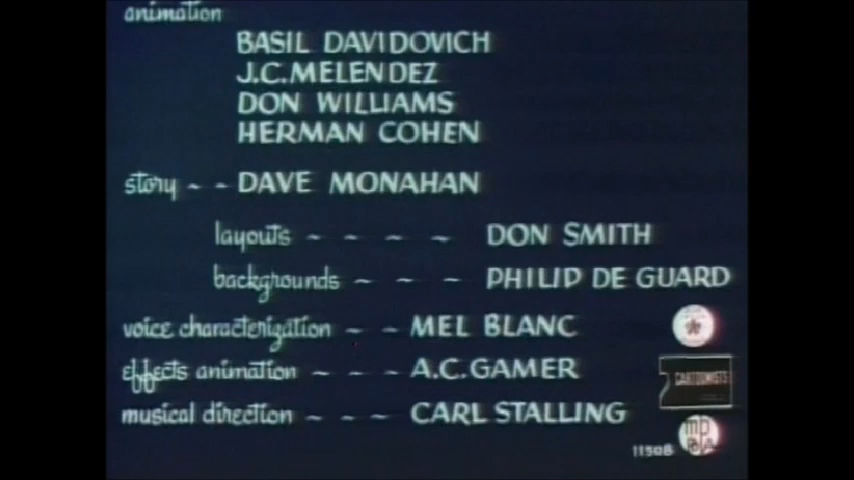 animation
BASIL DAVIDOVICH
J.C. MELENDEZ
DON WILLIAMS
HERMAN COHEN
story ~ ~ DAVE MONAHAN
layouts ~ ~ ~ ~ DON SMITH
backgrounds ~ ~ ~ PHILIP DE GUARD
voice characterization ~ ~ MEL BLANC
effects animation ~ ~ ~ A.C. GAMER
CARTOONISTS
musical direction ~ ~ ~ CARL STALLING
11508